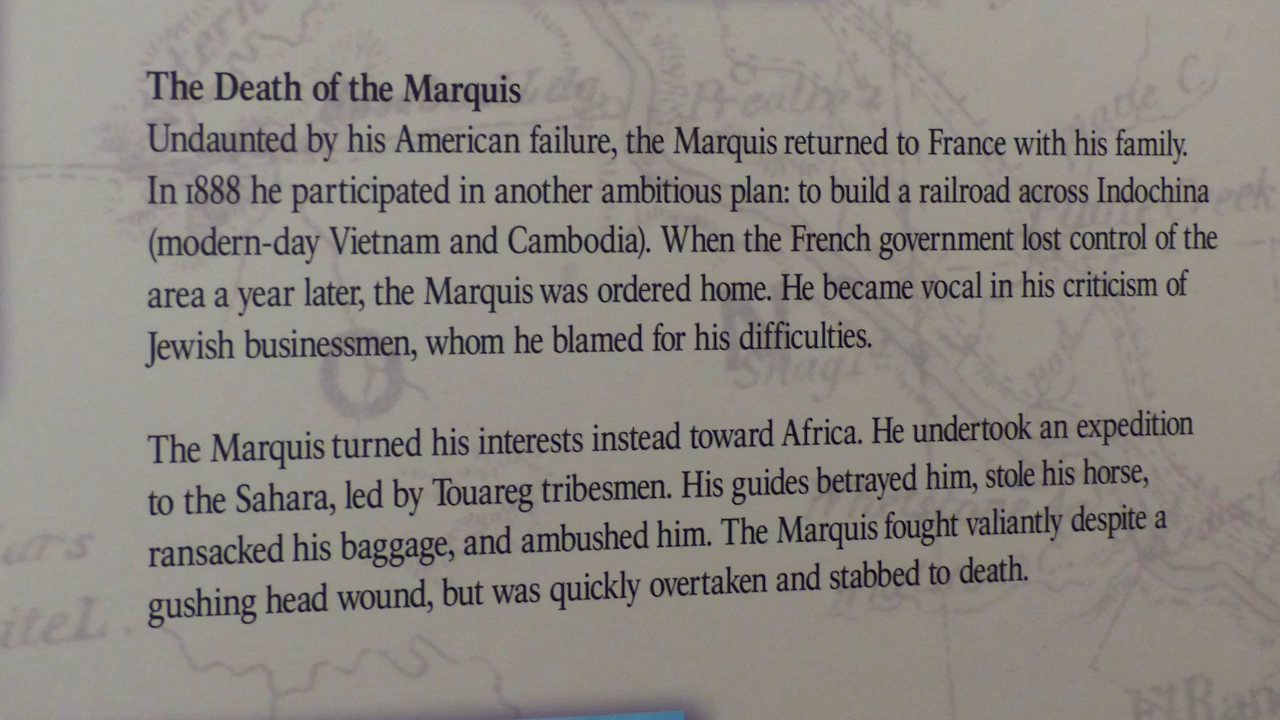 The Death of the Marquis
Undaunted by his American failure, the Marquis returned to France with his family.
In 1888 he participated in another ambitious plan: to build a railroad across Indochina
(modern-day Vietnam and Cambodia). When the French government lost control of the
area a year later, the Marquis was ordered home. He became vocal in his criticism of
Jewish businessmen, whom he blamed for his difficulties.
The Marquis turned his interests instead toward Africa. He undertook an expedition
to the Sahara, led by Touareg tribesmen. His guides betrayed him, stole his horse,
ransacked his baggage, and ambushed him. The Marquis fought valiantly despite a
gushing head wound, but was quickly overtaken and stabbed to death.